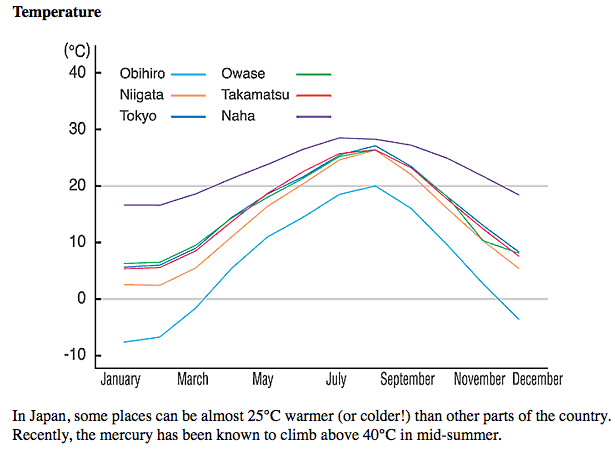 Temperature
(°C)
40
30
20
10
0
-10
Obihiro Owase
Niigata Takamatsu
Tokyo Naha
January March May July September November December
In Japan, some places can be almost 25°C warmer (or colder!) than other parts of the country.
Recently, the mercury has been known to climb above 40°C in mid-summer.